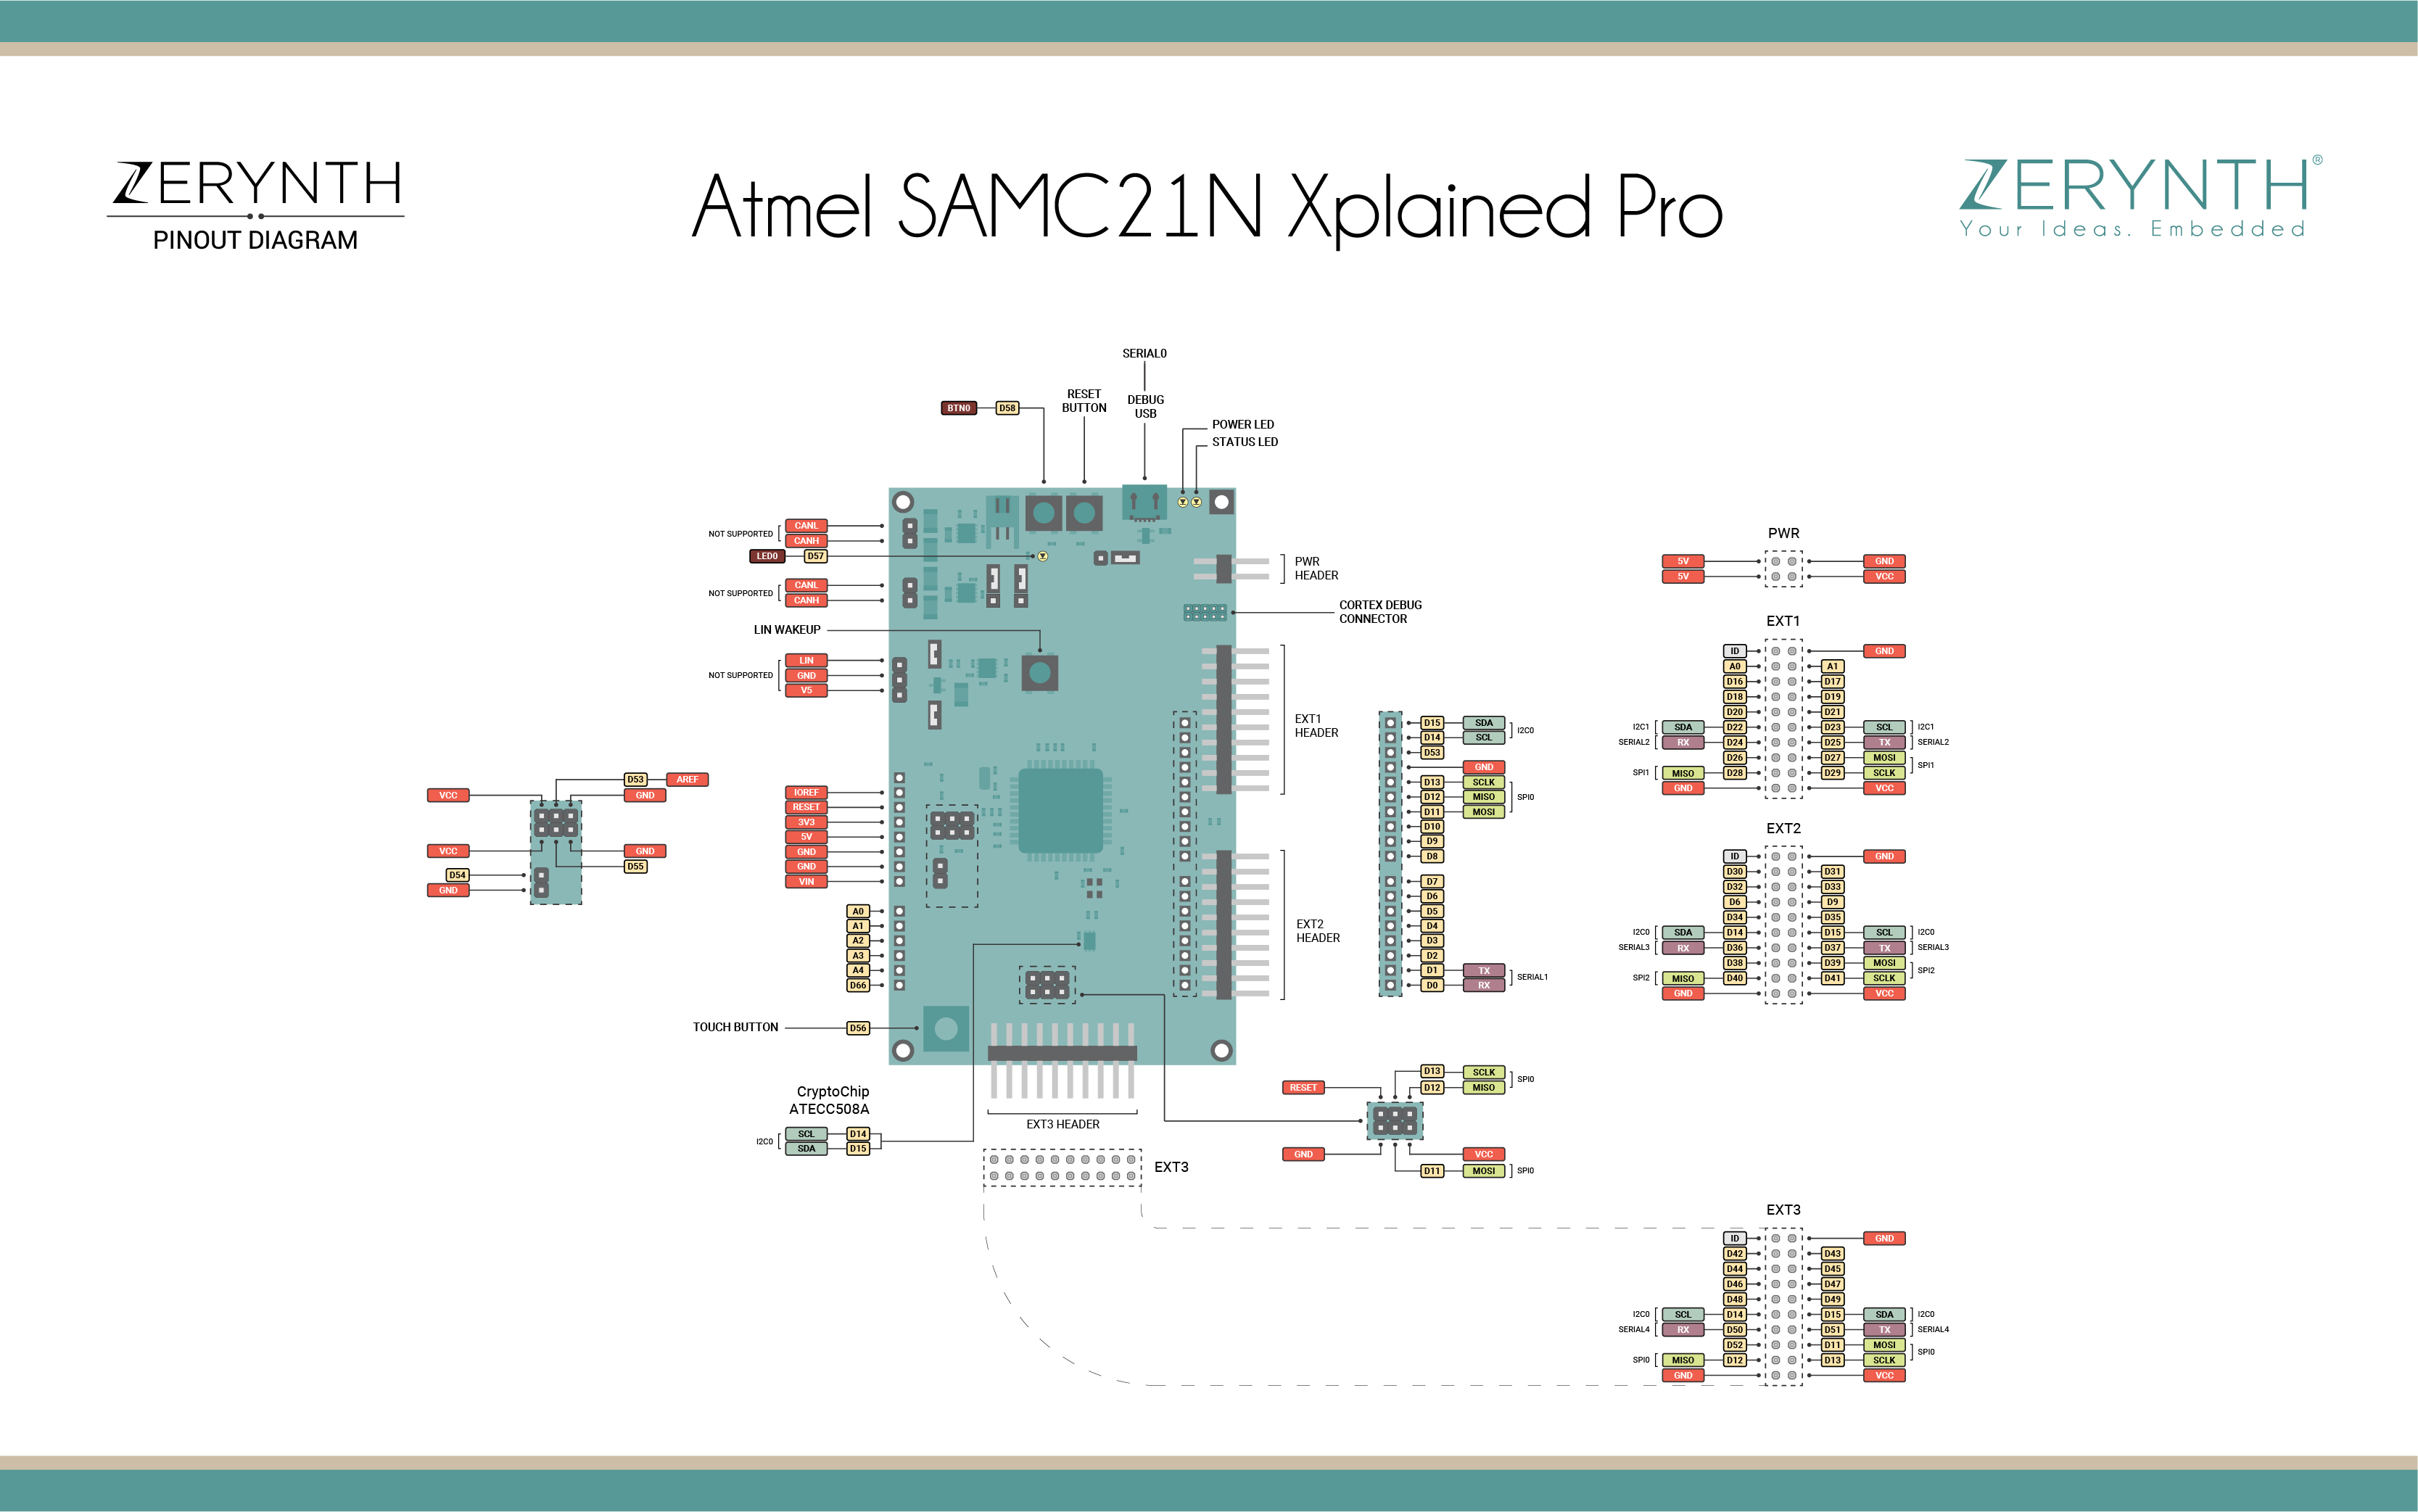 ZERYNTH
PINOUT DIAGRAM
Atmel SAMC21N Xplained Pro
ZERYNTH®
Your Ideas. Embedded
SERIAL0
DEBUG
USB
RESET
BUTTON
BTN0 D58
POWER LED
STATUS LED
NOT SUPPORTED
CANL
CANH
LED0 D57
NOT SUPPORTED
CANL
CANH
LIN WAKEUP
NOT SUPPORTED
LIN
GND
V5
PWR
HEADER
CORTEX DEBUG
CONNECTOR
EXT1
HEADER
EXT2
HEADER
D53 AREF
VCC GND
VCC GND
D55
D54
GND
IOREF
RESET
3V3
5V
GND
GND
VIN
A0
A1
A2
A3
A4
D66
TOUCH BUTTON D56
CryptoChip
ATECC508A
I2C0
SCL D14
SDA D15
EXT3 HEADER
EXT3
D15 SDA
D14 SCL
I2C0
D53
GND
D13 SCLK
D12 MISO
D11 MOSI
SPI0
D10
D9
D8
D7
D6
D5
D4
D3
D2
D1 TX
D0 RX
SERIAL1
D13 SCLK
RESET D12 MISO
SPI0
GND VCC
D11 MOSI SPI0
PWR
5V GND
5V VCC
EXT1
ID GND
A0 A1
D16 D17
D18 D19
D20 D21
I2C1 SDA D22 D23 SCL I2C1
SERIAL2 RX D24 D25 TX SERIAL2
D26 D27 MOSI
SPI1 MISO D28 D29 SCLK SPI1
GND VCC
EXT2
ID GND
D30 D31
D32 D33
D6 D9
D34 D35
I2C0 SDA D14 D15 SCL I2C0
SERIAL3 RX D36 D37 TX SERIAL3
D38 D39 MOSI
SPI2 MISO D40 D41 SCLK SPI2
GND VCC
EXT3
ID GND
D42 D43
D44 D45
D46 D47
D48 D49
I2C0 SCL D14 D15 SDA I2C0
SERIAL4 RX D50 D51 TX SERIAL4
D52 D11 MOSI
SPI0 MISO D12 D13 SCLK SPI0
GND VCC